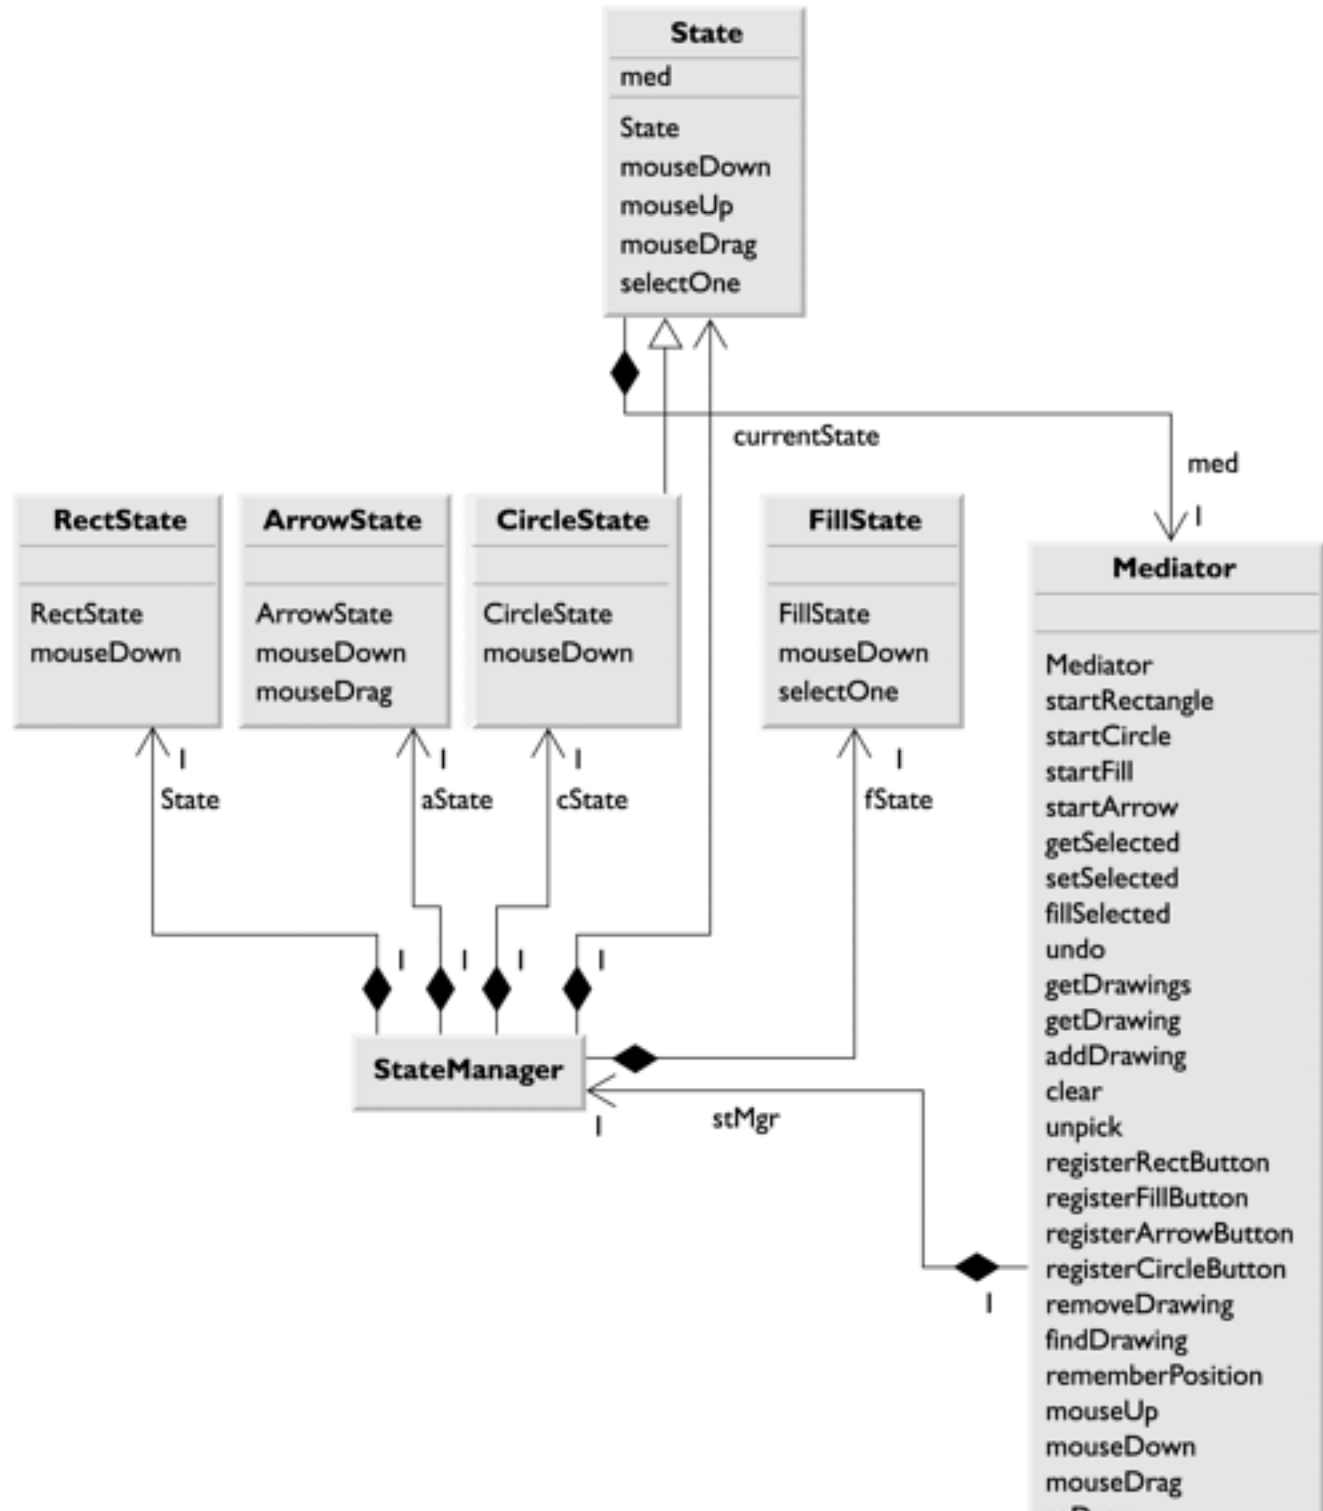 State
med
State
mouseDown
mouseUp
mouseDrag
selectOne
currentState
med
1
RectState
RectState
mouseDown
ArrowState
ArrowState
mouseDown
mouseDrag
CircleState
CircleState
mouseDown
FillState
FillState
mouseDown
selectOne
Mediator
Mediator
startRectangle
startCircle
startFill
startArrow
getSelected
setSelected
fillSelected
undo
getDrawings
getDrawing
addDrawing
clear
unpick
registerRectButton
registerFillButton
registerArrowButton
registerCircleButton
removeDrawing
findDrawing
rememberPosition
mouseUp
mouseDown
mouseDrag
1
State
1
aState
1
cState
1
fState
1
1
1
1
StateManager
1
stMgr
1